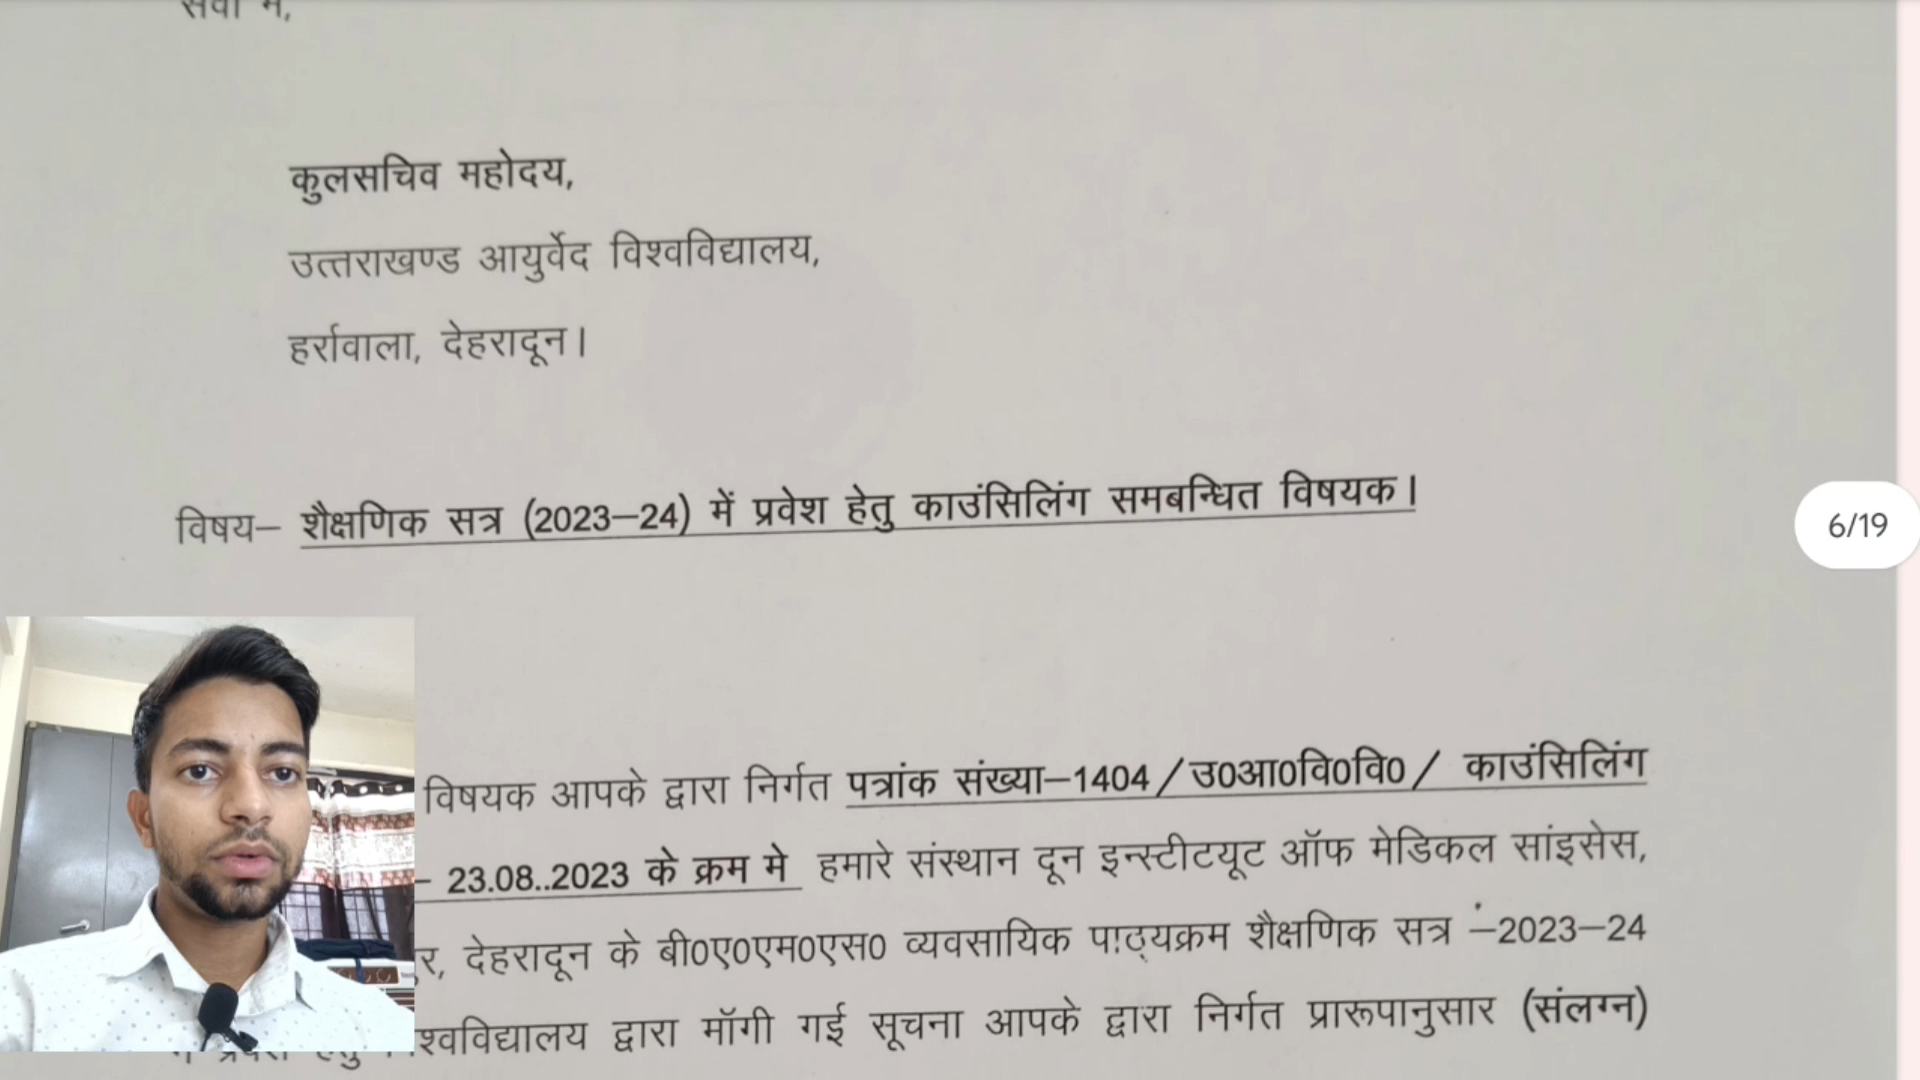 सेवा में,
कुलसचिव महोदय,
उत्तराखण्ड आयुर्वेद विश्वविद्यालय,
हर्रावाला, देहरादून।
विषय– शैक्षणिक सत्र (2023–24) में प्रवेश हेतु काउंसिलिंग समबन्धित विषयक।
6/19
विषयक आपके द्वारा निर्गत पत्रांक संख्या–1404/उ0आ0वि0वि0/ काउंसिलिंग
– 23.08..2023 के क्रम मे हमारे संस्थान दून इन्स्टीटयूट ऑफ मेडिकल सांइसेस,
र, देहरादून के बी0ए0एम0एस0 व्यवसायिक पाठ्यक्रम शैक्षणिक सत्र –2023–24
द्वारा मॉगी गई सूचना आपके द्वारा निर्गत प्रारूपानुसार (संलग्न)